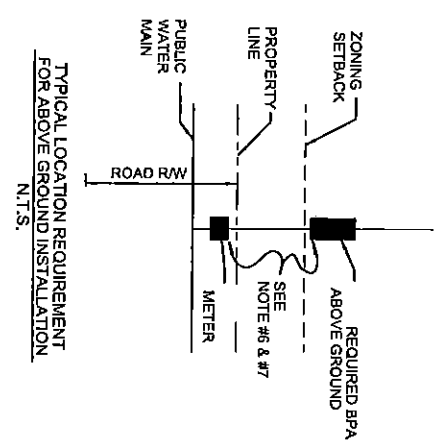 ZONING
SETBACK
PROPERTY
LINE
PUBLIC
WATER
MAIN
ROAD R/W
REQUIRED BPA
ABOVE GROUND
SEE
NOTE #6 & #7
METER
TYPICAL LOCATION REQUIREMENT
FOR ABOVE GROUND INSTALLATION
N.T.S.